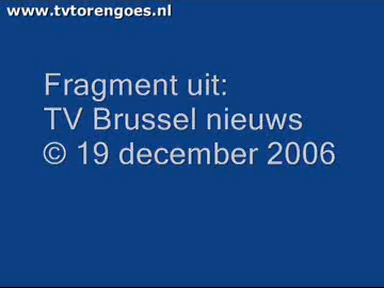 www.tvtorengoes.nl
Fragment uit:
TV Brussel nieuws
© 19 december 2006